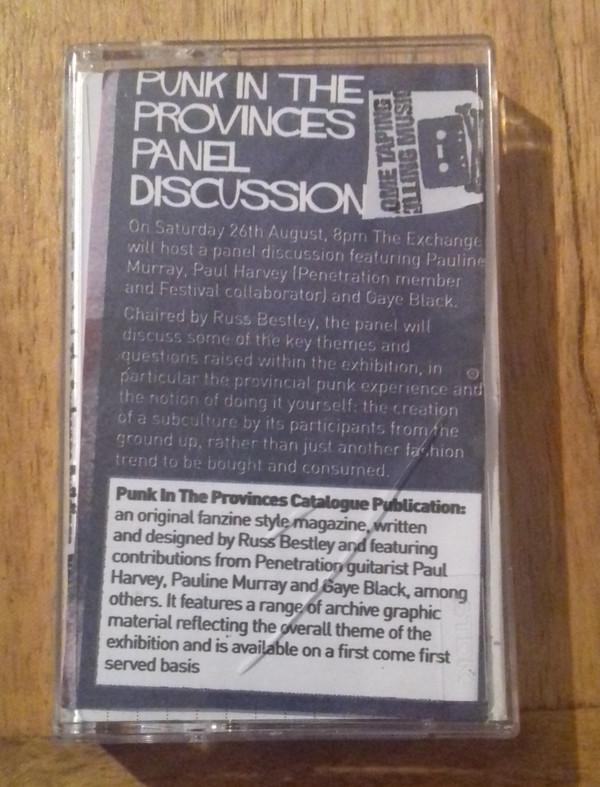 PUNK IN THE
PROVINCES
PANEL
DISCUSSION
OME TAPING I
ILLING MUSIC
On Saturday 26th August, 8pm The Exchange
will host a panel discussion featuring Pauline
Murray, Paul Harvey (Penetration member
and Festival collaborator) and Gaye Black.
Chaired by Russ Bestley, the panel will
discuss some of the key themes and
questions raised within the exhibition, in
particular the provincial punk experience and
the notion of doing it yourself: the creation
of a subculture by its participants from the
ground up, rather than just another fashion
trend to be bought and consumed.
Punk In The Provinces Catalogue Publication:
an original fanzine style magazine, written
and designed by Russ Bestley and featuring
contributions from Penetration guitarist Paul
Harvey, Pauline Murray and Gaye Black, among
others. It features a range of archive graphic
material reflecting the overall theme of the
exhibition and is available on a first come first
served basis